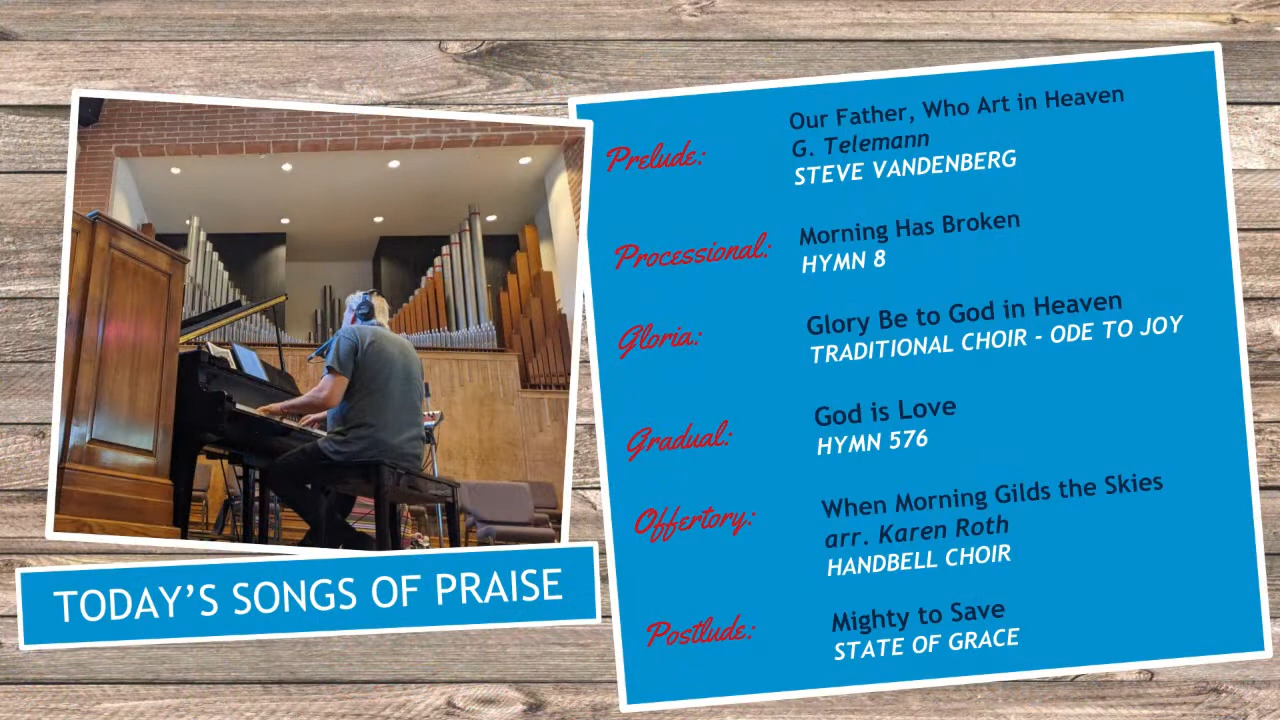 Prelude:
Our Father, Who Art in Heaven
G. Telemann
STEVE VANDENBERG
Processional:
Morning Has Broken
HYMN 8
Gloria:
Glory Be to God in Heaven
TRADITIONAL CHOIR - ODE TO JOY
Gradual:
God is Love
HYMN 576
Offertory:
When Morning Gilds the Skies
arr. Karen Roth
HANDBELL CHOIR
Postlude:
Mighty to Save
STATE OF GRACE
TODAY'S SONGS OF PRAISE